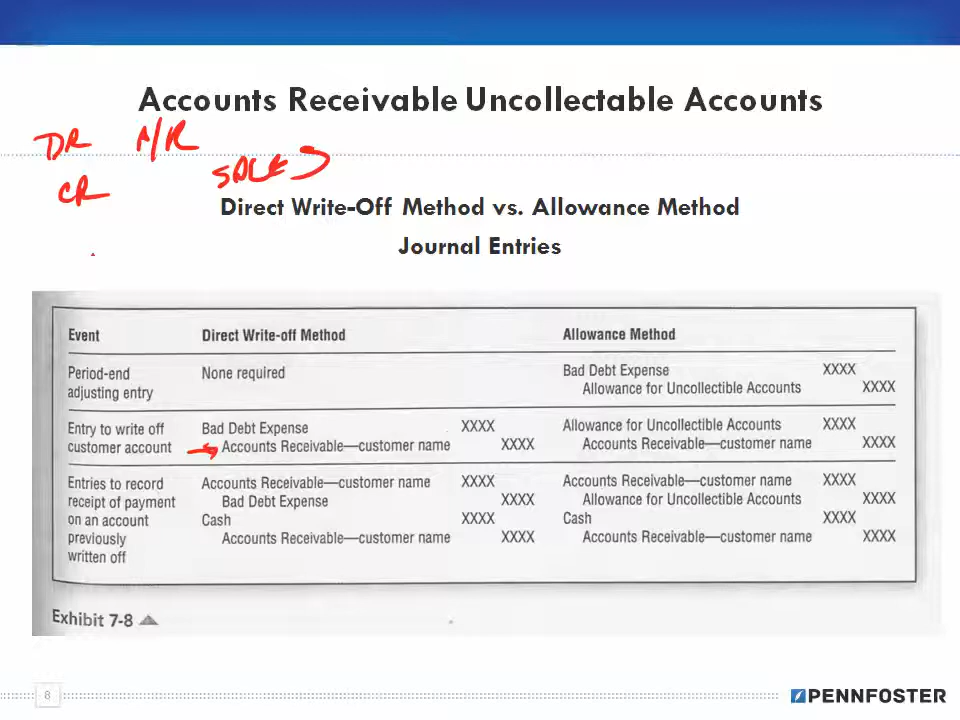 Accounts Receivable Uncollectable Accounts
DR A/R
SALES
CR
Direct Write-Off Method vs. Allowance Method
Journal Entries
Event Direct Write-off Method Allowance Method
Period-end None required Bad Debt Expense XXXX
adjusting entry Allowance for Uncollectible Accounts XXXX
Entry to write off Bad Debt Expense XXXX Allowance for Uncollectible Accounts XXXX
customer account Accounts Receivable—customer name XXXX Accounts Receivable—customer name XXXX
Entries to record Accounts Receivable—customer name XXXX Accounts Receivable—customer name XXXX
receipt of payment Bad Debt Expense XXXX Allowance for Uncollectible Accounts XXXX
on an account Cash XXXX Cash XXXX
previously Accounts Receivable—customer name XXXX Accounts Receivable—customer name XXXX
written off
Exhibit 7-8
8 PENNFOSTER